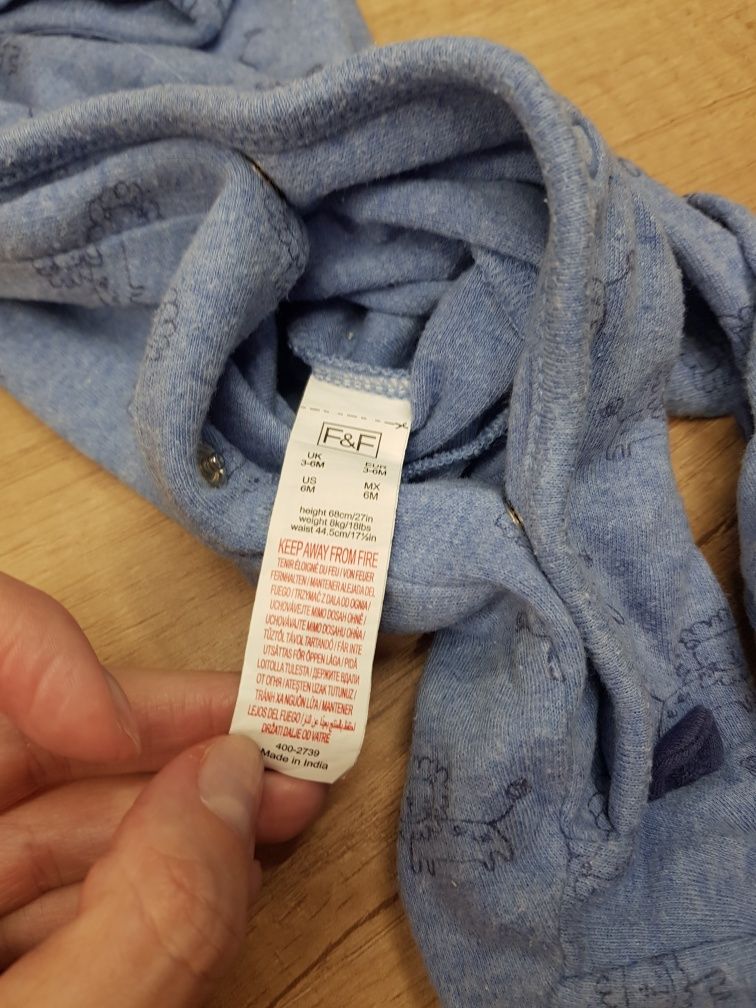 F&F
UK EUR
3-6M 3-6M
US MX
6M 6M
height 68cm/27in
weight 8kg/18lbs
waist 44.5cm/17½in
KEEP AWAY FROM FIRE
TENIR ÉLOIGNÉ DU FEU / VON FEUER
FERNHALTEN / MANTENER ALEJADA DEL
FUEGO / TRZYMAĆ Z DALA OD OGNIA /
UCHOVÁVEJTE MIMO DOSAH OHNĚ /
UCHOVÁVAJTE MIMO DOSAHU OHŇA /
TŰZTŐL TÁVOL TARTANDÓ / FÅR INTE
UTSÄTTAS FÖR ÖPPEN LÅGA / PIDÄ
LOITOLLA TULESTA / ДЕРЖИТЕ ВДАЛИ
ОТ ОГНЯ / ATEŞTEN UZAK TUTUNUZ /
TRÁNH XA NGUỒN LỬA / MANTENER
LEJOS DEL FUEGO /
DRŽATI DALJE OD VATRE
400-2739
Made in India